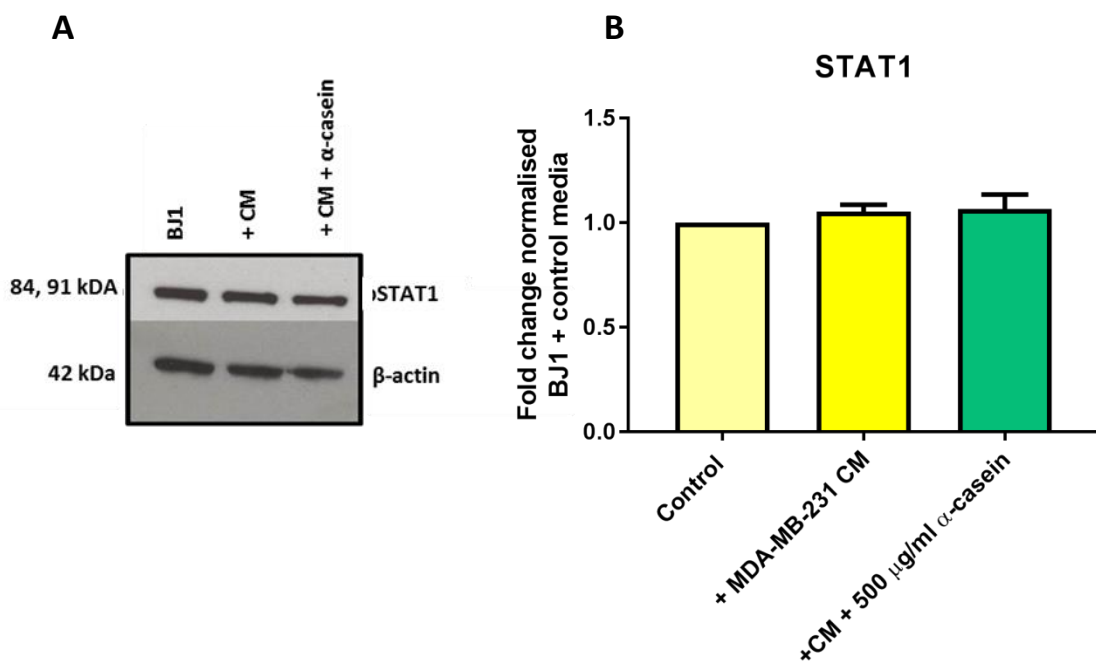 A
BJ1
+ CM
+ CM + α-casein
84, 91 kDA
STAT1
42 kDa
β-actin
B
STAT1
Fold change normalised
BJ1 + control media
1.5
1.0
0.5
0.0
Control
+ MDA-MB-231 CM
+CM + 500 μg/ml α-casein